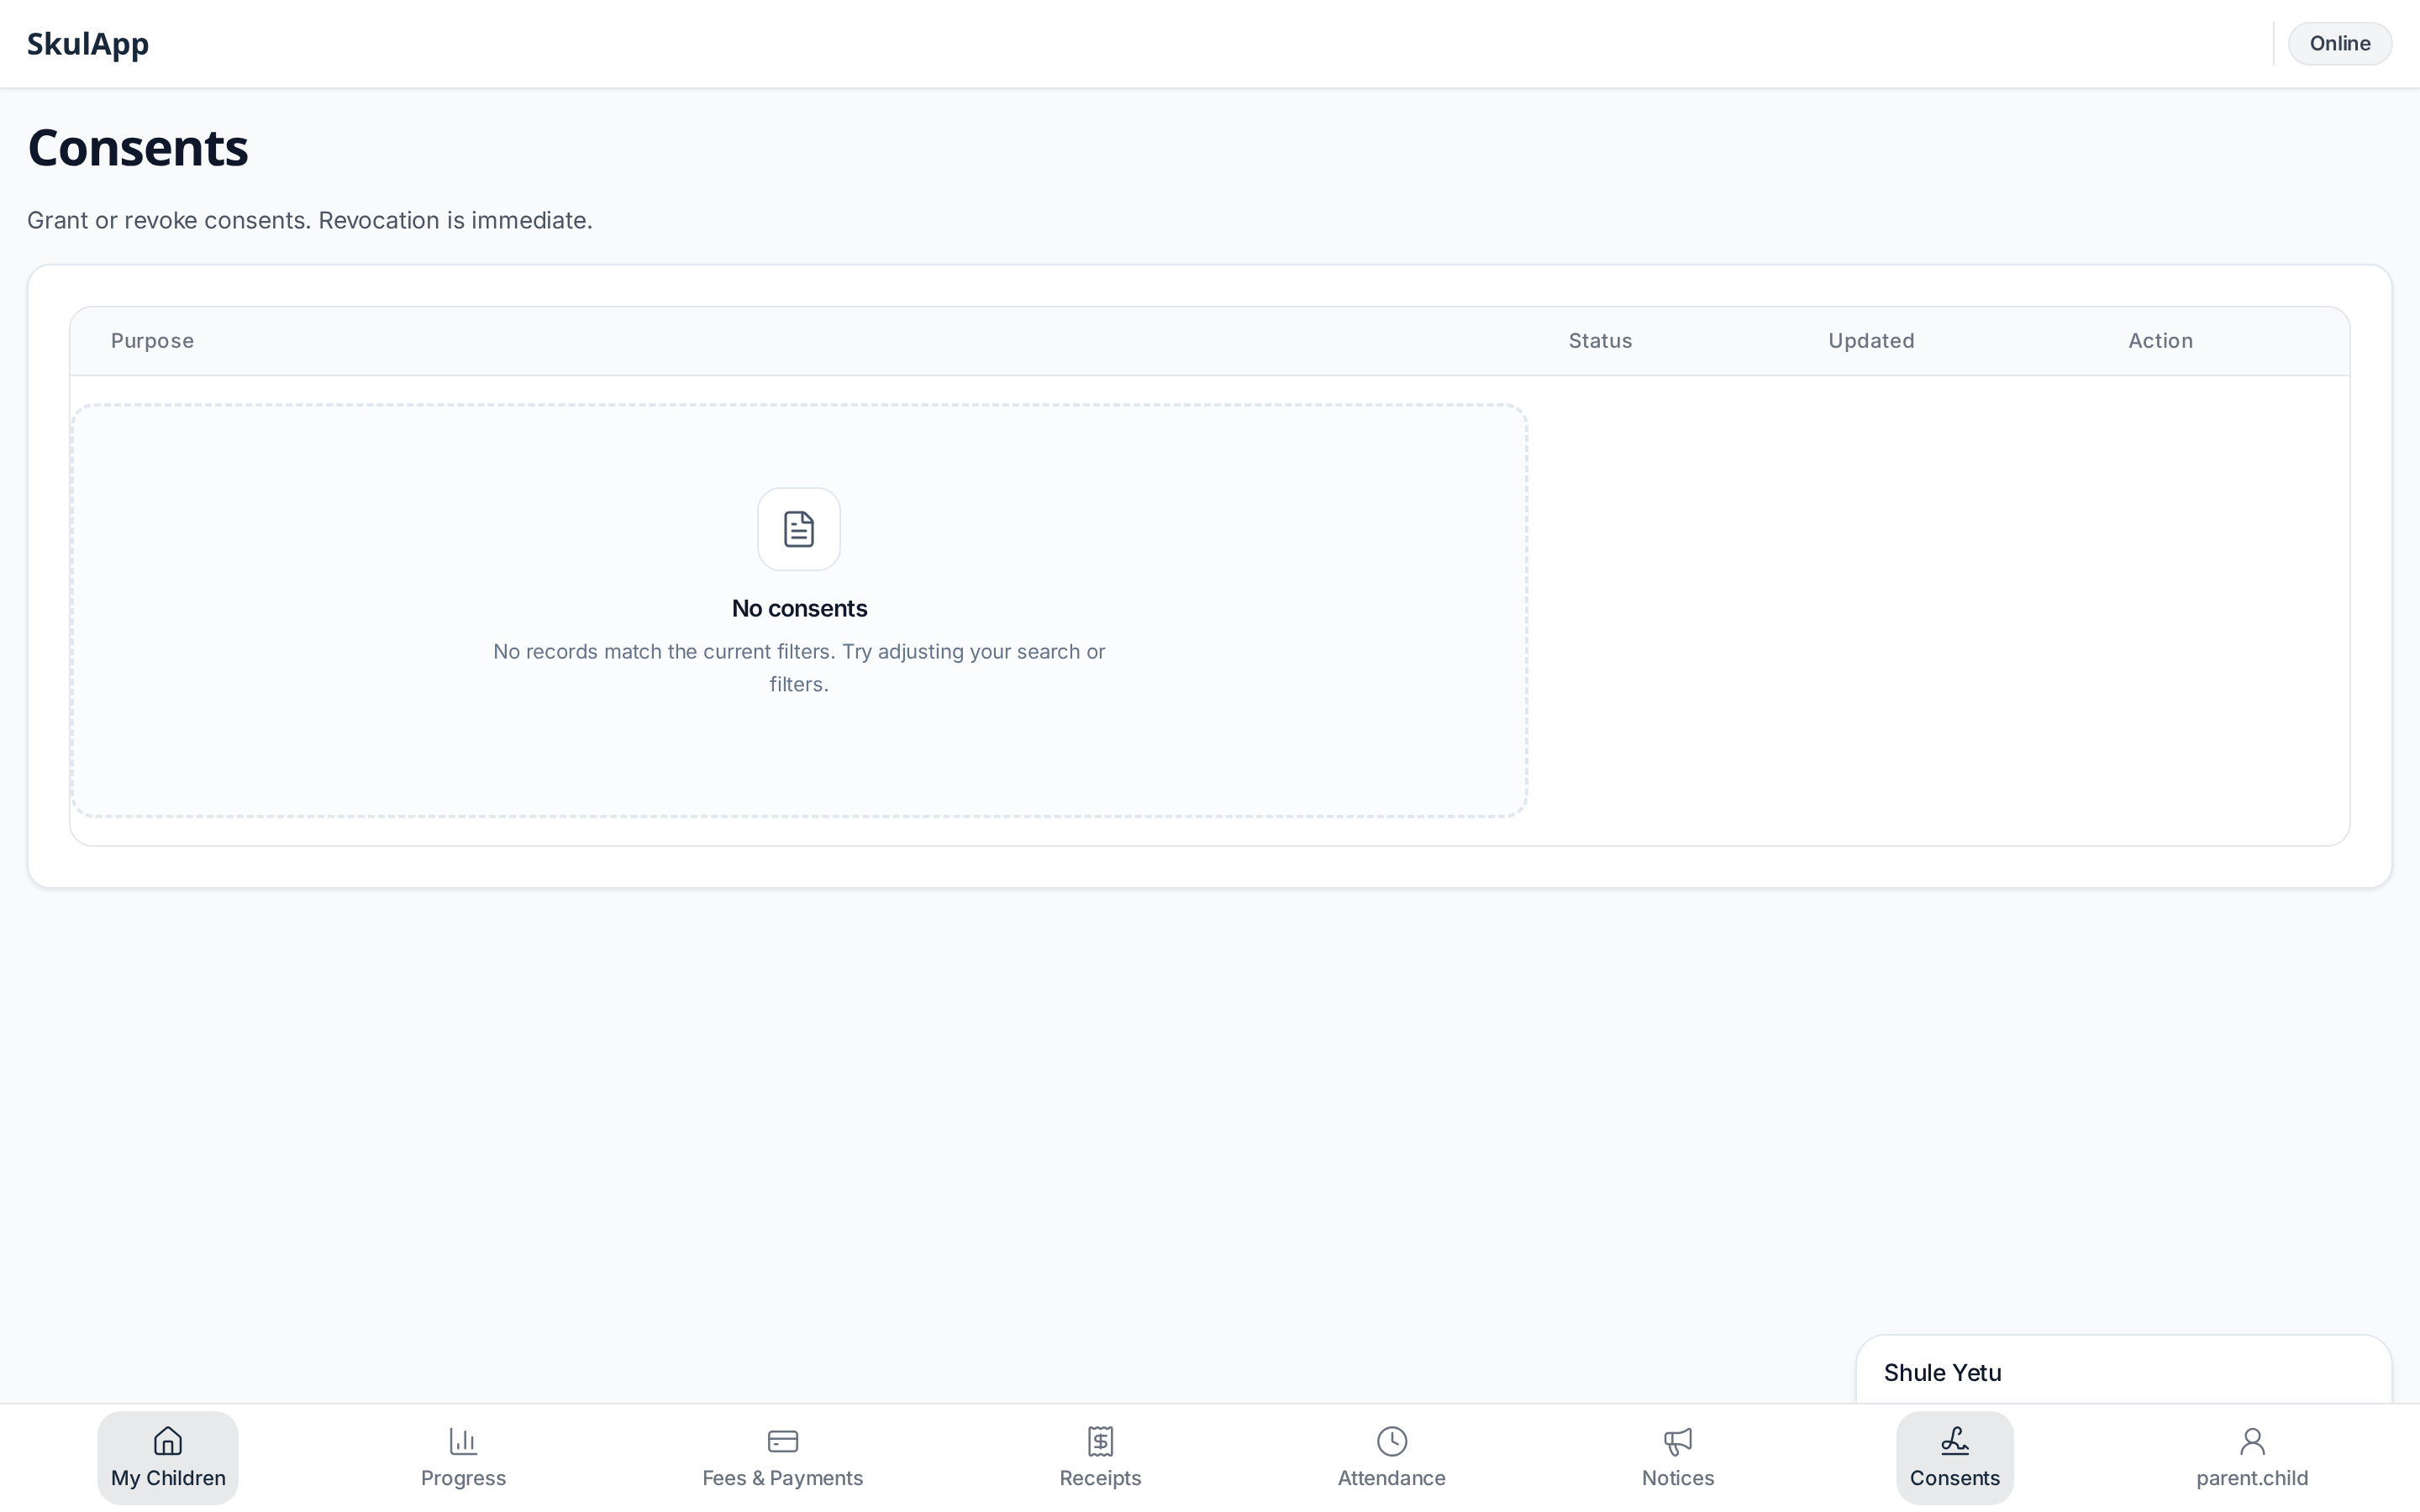 SkulApp
Online
Consents
Grant or revoke consents. Revocation is immediate.
Purpose Status Updated Action
No consents
No records match the current filters. Try adjusting your search or
filters.
Shule Yetu
My Children Progress Fees & Payments Receipts Attendance Notices Consents parent.child